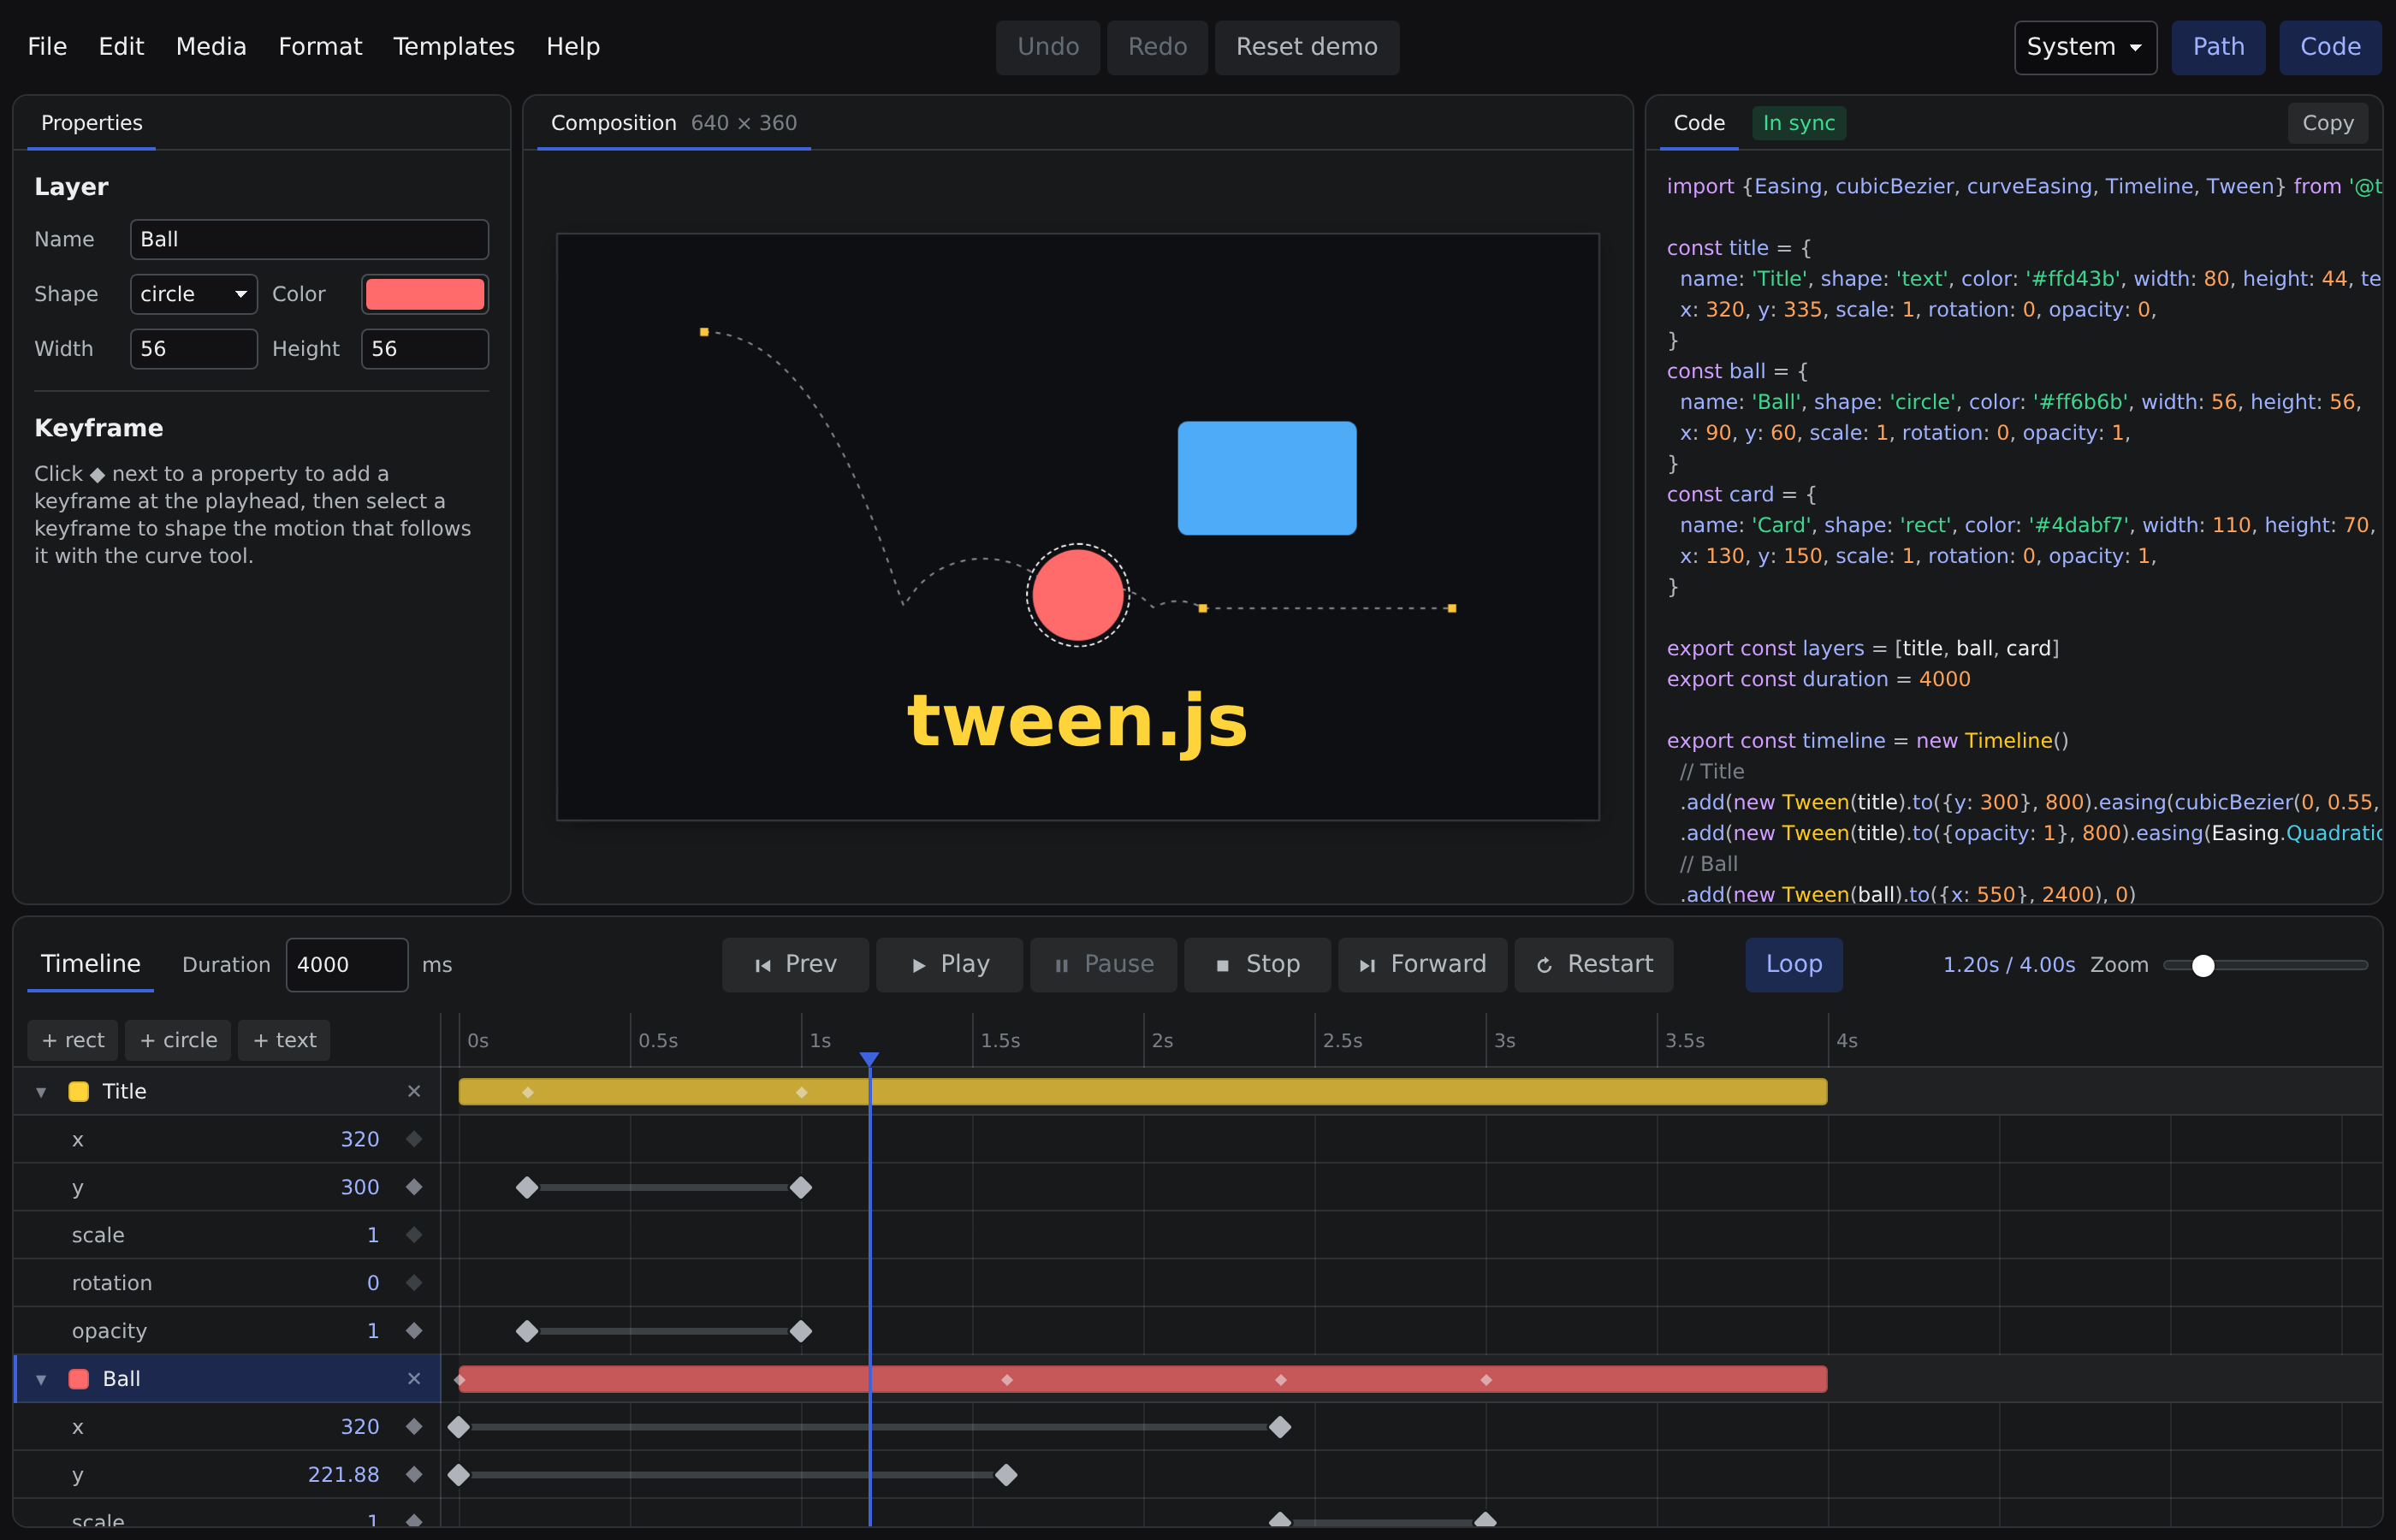 File Edit Media Format Templates Help Undo Redo Reset demo System Path Code
Properties
Layer
Name Ball
Shape circle Color
Width 56 Height 56
Keyframe
Click ◆ next to a property to add a
keyframe at the playhead, then select a
keyframe to shape the motion that follows
it with the curve tool.
Composition 640 × 360
tween.js
Code In sync Copy
import {Easing, cubicBezier, curveEasing, Timeline, Tween} from '@t
const title = {
name: 'Title', shape: 'text', color: '#ffd43b', width: 80, height: 44, te
x: 320, y: 335, scale: 1, rotation: 0, opacity: 0,
}
const ball = {
name: 'Ball', shape: 'circle', color: '#ff6b6b', width: 56, height: 56,
x: 90, y: 60, scale: 1, rotation: 0, opacity: 1,
}
const card = {
name: 'Card', shape: 'rect', color: '#4dabf7', width: 110, height: 70,
x: 130, y: 150, scale: 1, rotation: 0, opacity: 1,
}
export const layers = [title, ball, card]
export const duration = 4000
export const timeline = new Timeline()
// Title
.add(new Tween(title).to({y: 300}, 800).easing(cubicBezier(0, 0.55,
.add(new Tween(title).to({opacity: 1}, 800).easing(Easing.Quadratic
// Ball
.add(new Tween(ball).to({x: 550}, 2400), 0)
Timeline Duration 4000 ms Prev Play Pause Stop Forward Restart Loop 1.20s / 4.00s Zoom
+ rect + circle + text 0s 0.5s 1s 1.5s 2s 2.5s 3s 3.5s 4s
▼ Title ✕
x 320 ◆
y 300 ◆
scale 1 ◆
rotation 0 ◆
opacity 1 ◆
▼ Ball ✕
x 320 ◆
y 221.88 ◆
scale 1 ◆